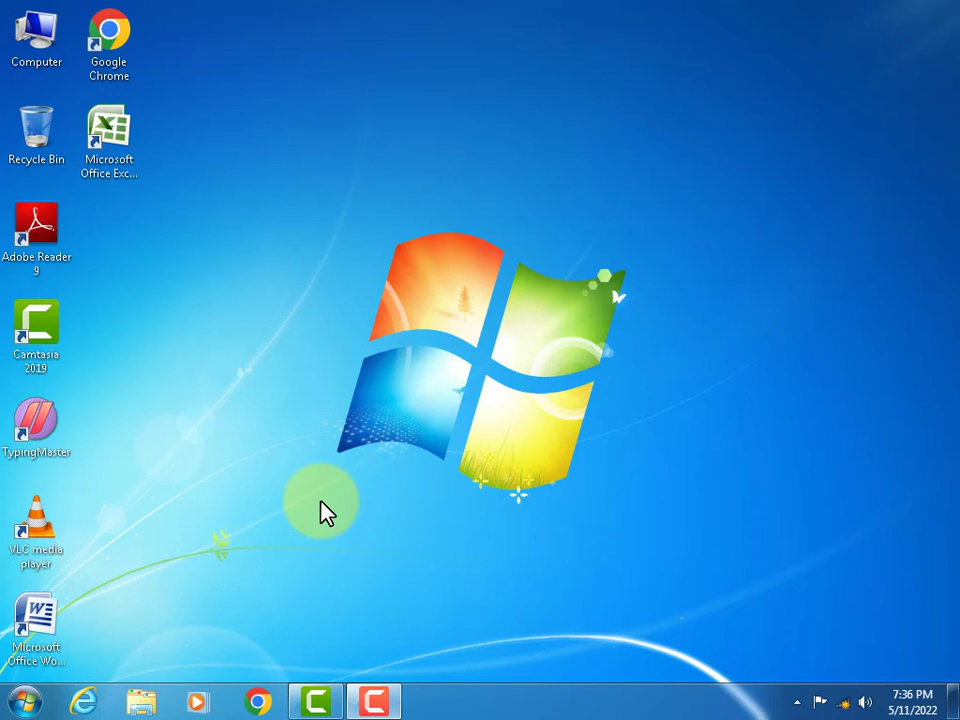 Computer
Google
Chrome
Recycle Bin
Microsoft
Office Exc...
Adobe Reader
9
Camtasia
2019
TypingMaster
VLC media
player
Microsoft
Office Wo...
7:36 PM
5/11/2022